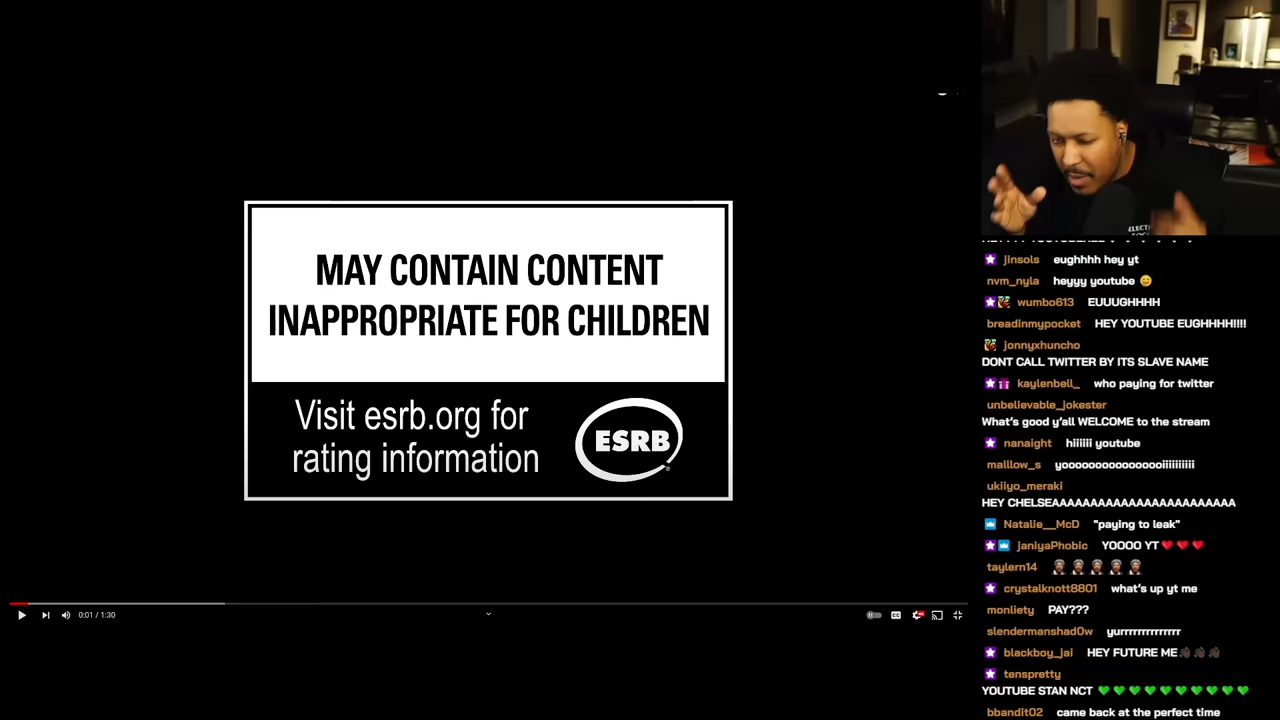 MAY CONTAIN CONTENT
INAPPROPRIATE FOR CHILDREN
Visit esrb.org for
rating information
ESRB
0:01 / 1:30
jinsols eughhhh hey yt
nvm_nyla heyyy youtube
wumbo613 EUUUGHHHH
breadinmypocket HEY YOUTUBE EUGHHHH!!!!
jonnyxhuncho
DONT CALL TWITTER BY ITS SLAVE NAME
kaylenbell_ who paying for twitter
unbelievable_jokester
What's good y'all WELCOME to the stream
nanaight hiiiiii youtube
malllow_s yooooooooooooooiiiiiiiiii
ukiiyo_meraki
HEY CHELSEAAAAAAAAAAAAAAAAAAAAAAAA
Natalie__McD "paying to leak"
janiyaPhobic YOOOO YT
taylern14
crystalknott8801 what's up yt me
monliety PAY???
slendermanshad0w yurrrrrrrrrrrrrr
blackboy_jai HEY FUTURE ME
tenspretty
YOUTUBE STAN NCT
bbandit02 came back at the perfect time